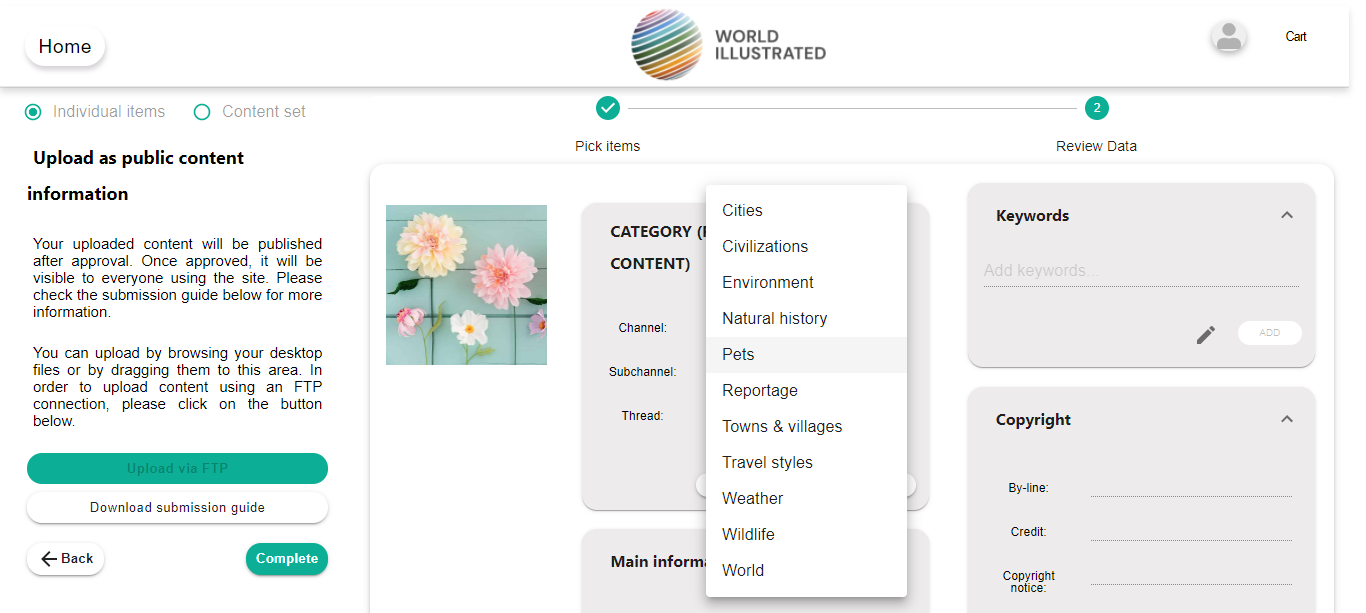 Home
WORLD
ILLUSTRATED
Cart
Individual items
Content set
2
Pick items
Review Data
Upload as public content
information
Your uploaded content will be published
after approval. Once approved, it will be
visible to everyone using the site. Please
check the submission guide below for more
information.
You can upload by browsing your desktop
files or by dragging them to this area. In
order to upload content using an FTP
connection, please click on the button
below.
Upload via FTP
Download submission guide
Back
Complete
CATEGORY
CONTENT)
Channel:
Subchannel:
Thread:
Main
Cities
Civilizations
Environment
Natural history
Pets
Reportage
Towns & villages
Travel styles
Weather
Wildlife
World
Keywords
Add keywords...
ADD
Copyright
By-line:
Credit:
Copyright
notice: